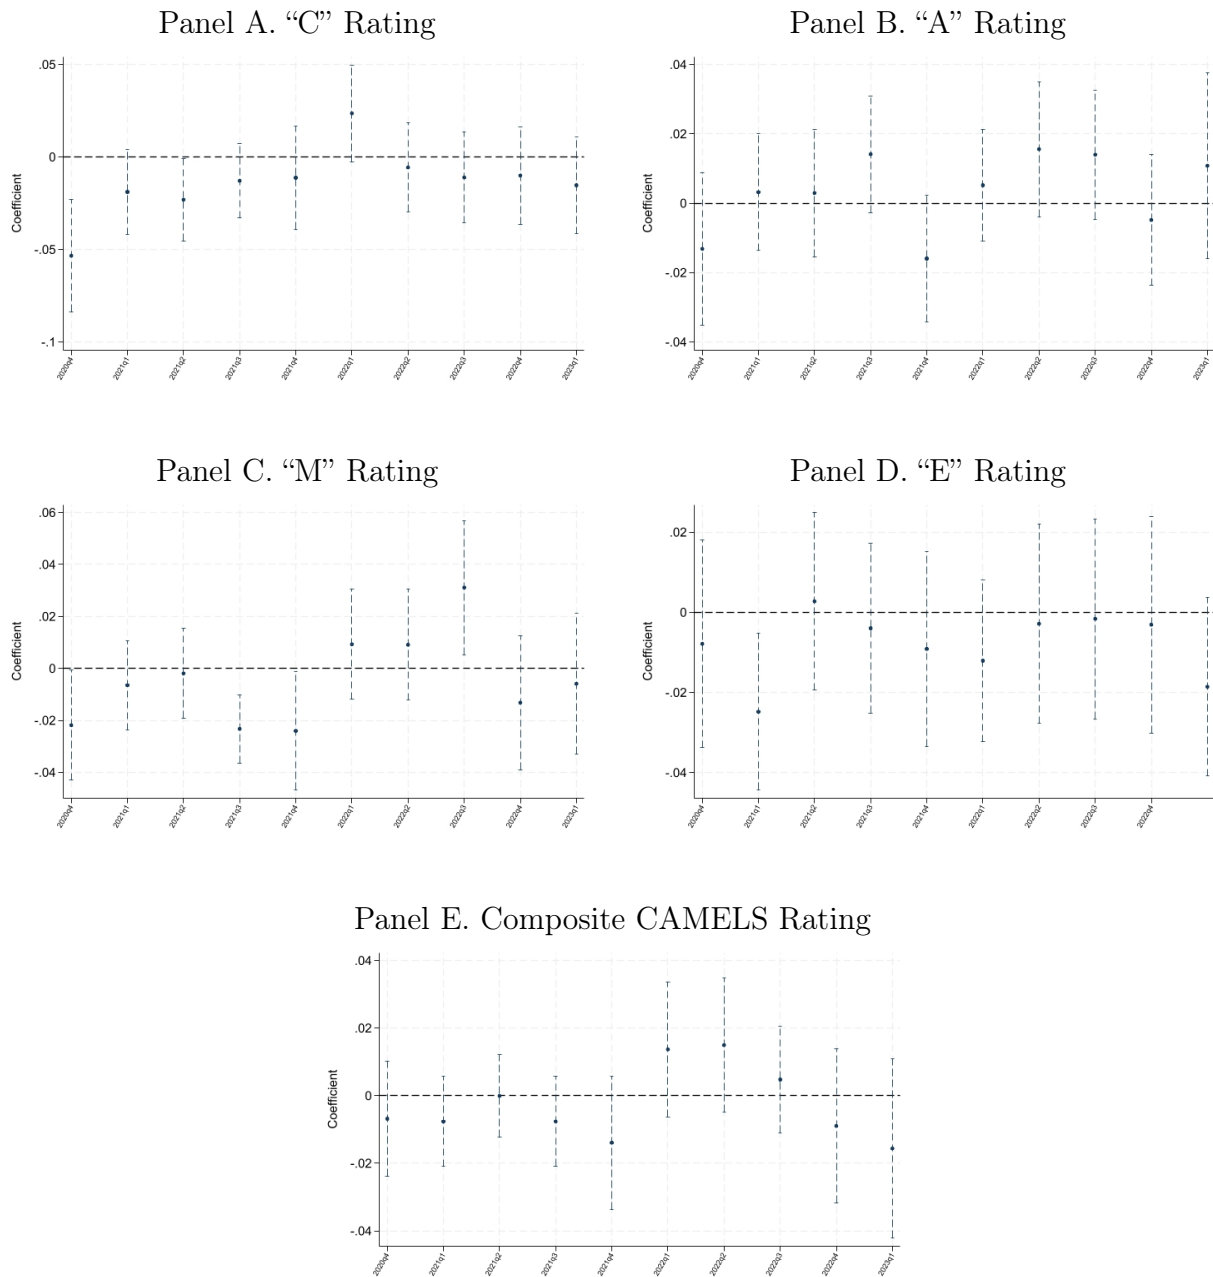 Panel A. “C” Rating
.05
0
-.05
-.1
Coefficient
2020q4 2021q1 2021q2 2021q3 2021q4 2022q1 2022q2 2022q3 2022q4 2023q1
Panel B. “A” Rating
.04
.02
0
-.02
-.04
Coefficient
2020q4 2021q1 2021q2 2021q3 2021q4 2022q1 2022q2 2022q3 2022q4 2023q1
Panel C. “M” Rating
.06
.04
.02
0
-.02
-.04
Coefficient
2020q4 2021q1 2021q2 2021q3 2021q4 2022q1 2022q2 2022q3 2022q4 2023q1
Panel D. “E” Rating
.02
0
-.02
-.04
Coefficient
2020q4 2021q1 2021q2 2021q3 2021q4 2022q1 2022q2 2022q3 2022q4
Panel E. Composite CAMELS Rating
.04
.02
0
-.02
-.04
Coefficient
2020q4 2021q1 2021q2 2021q3 2021q4 2022q1 2022q2 2022q3 2022q4 2023q1